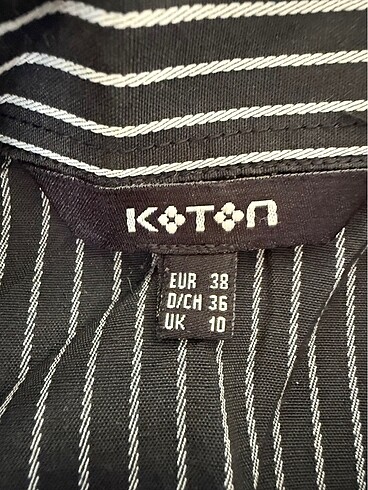 KOTON
EUR 38
D/CH 36
UK 10